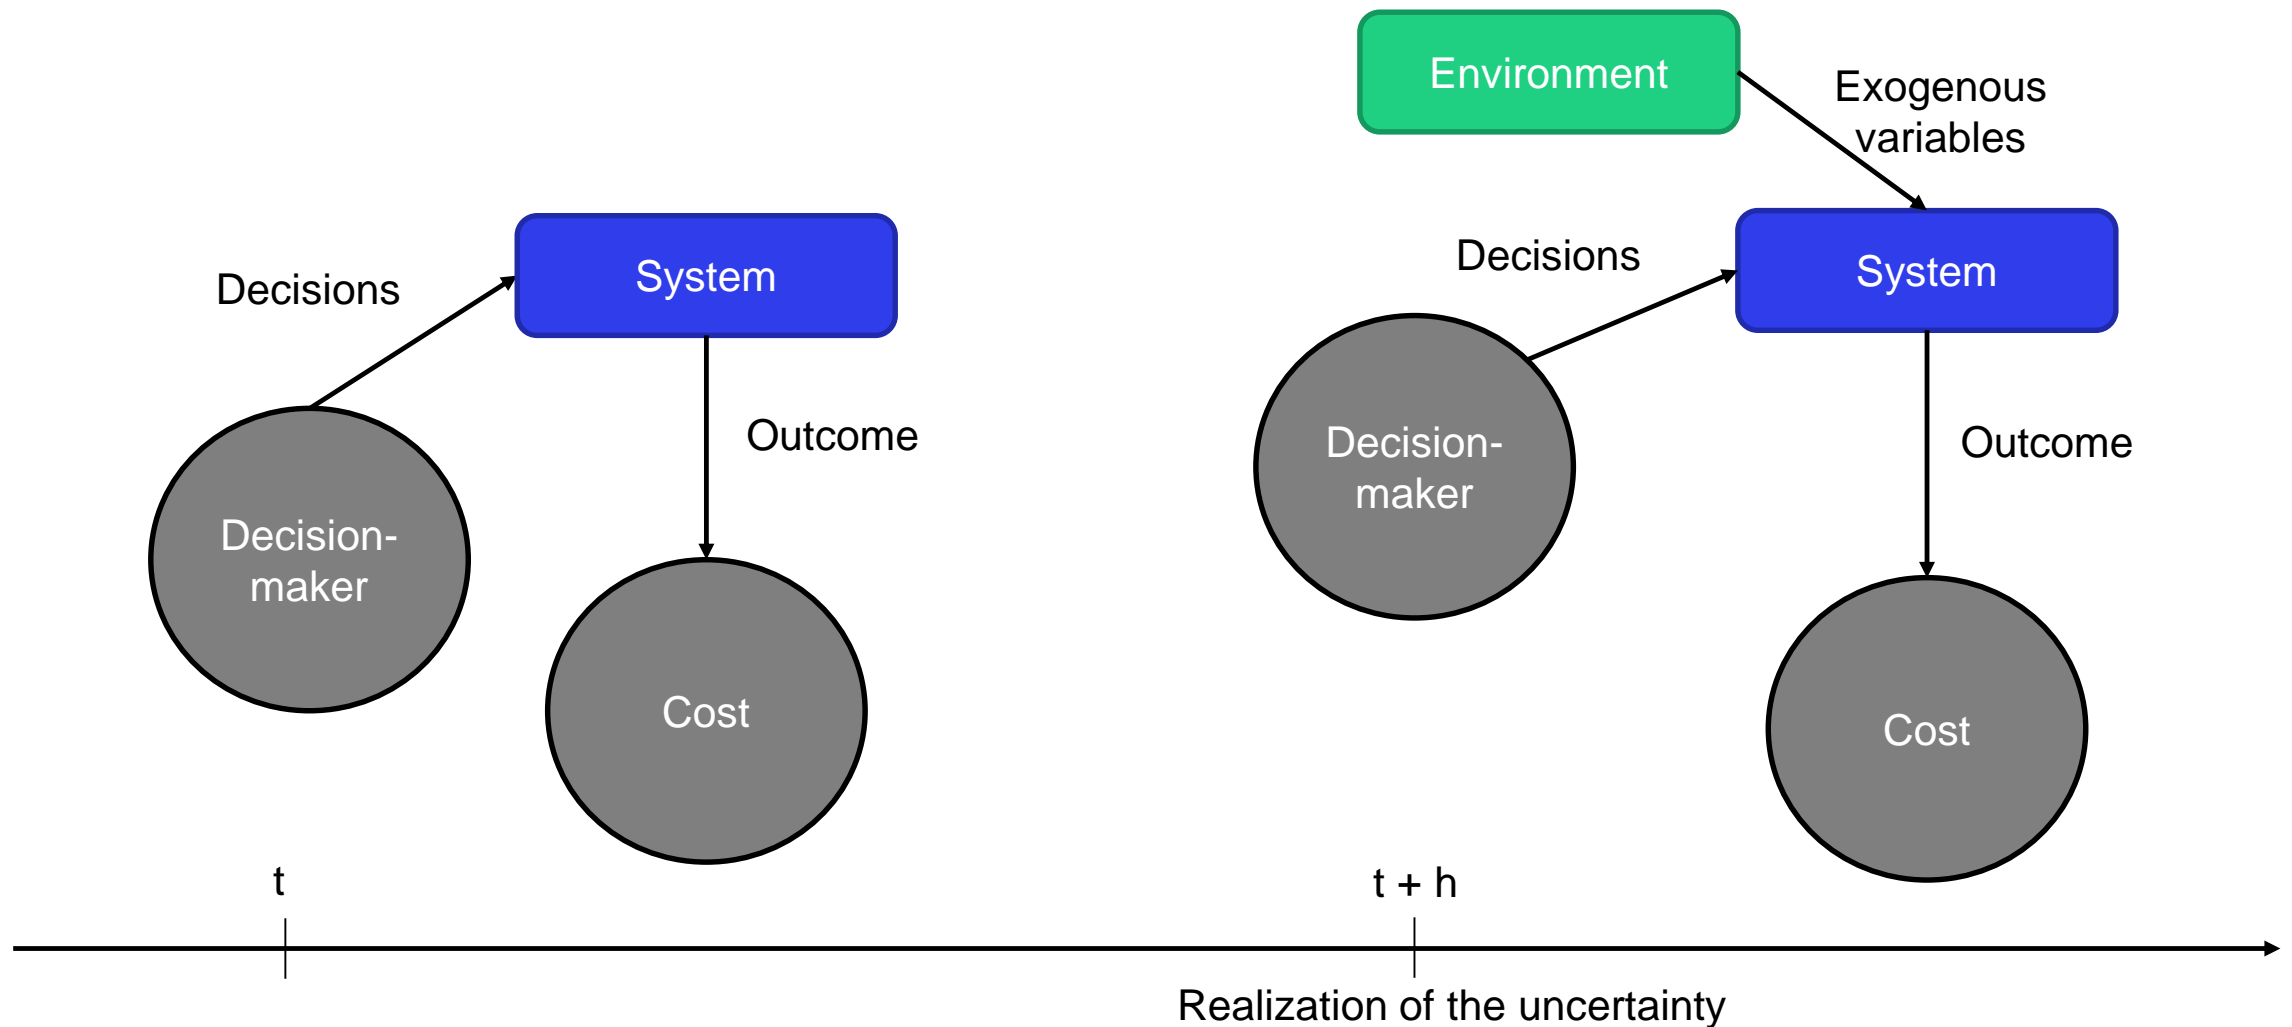 Environment
Exogenous
variables
Decisions
System
Decision-
maker
Outcome
Cost
Decisions
System
Decision-
maker
Outcome
Cost
t
t + h
Realization of the uncertainty